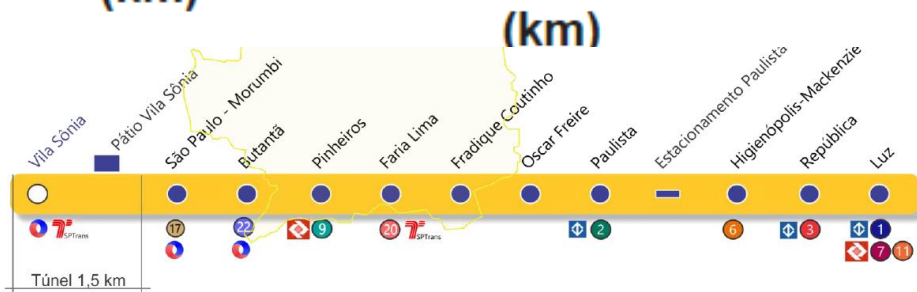 (km)
(km)
Vila Sônia
Pátio Vila Sônia
São Paulo - Morumbi
Butantã
Pinheiros
Faria Lima
Fradique Coutinho
Oscar Freire
Paulista
Estacionamento Paulista
Higienópolis-Mackenzie
República
Luz
SPTrans
17
22
9
20
SPTrans
2
6
3
1
7
11
Túnel 1,5 km